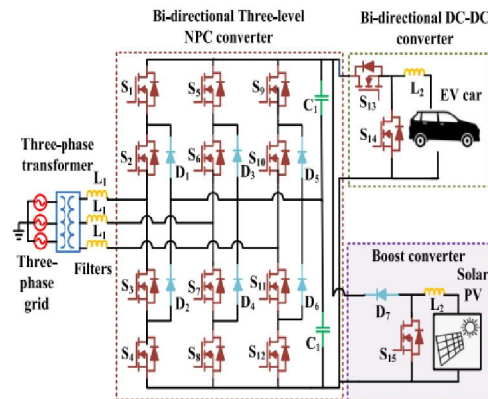 Bi-directional Three-level
NPC converter
Bi-directional DC-DC
converter
S1
S5
S9
C1
S13
L2
EV car
S14
Three-phase
transformer
S2
D1
S6
D3
S10
D5
L1
L1
L1
Three-phase
grid
Filters
S3
D2
S7
D4
S11
D6
Boost converter
Solar
PV
D7
L2
S15
C1
S4
S8
S12